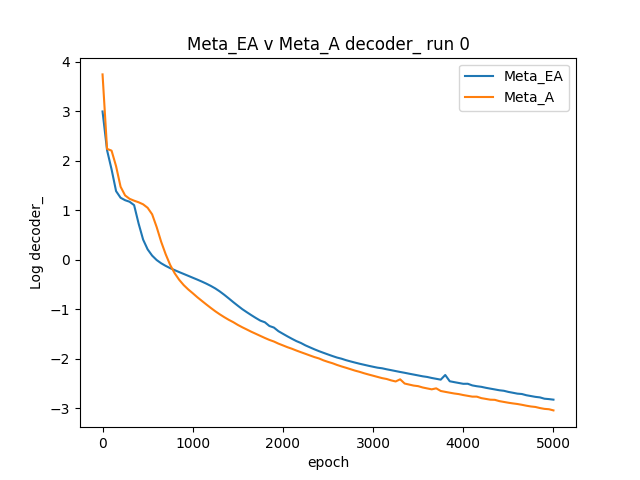 Meta_EA v Meta_A decoder_ run 0
Meta_EA
Meta_A
Log decoder_
4
3
2
1
0
−1
−2
−3
0 1000 2000 3000 4000 5000
epoch